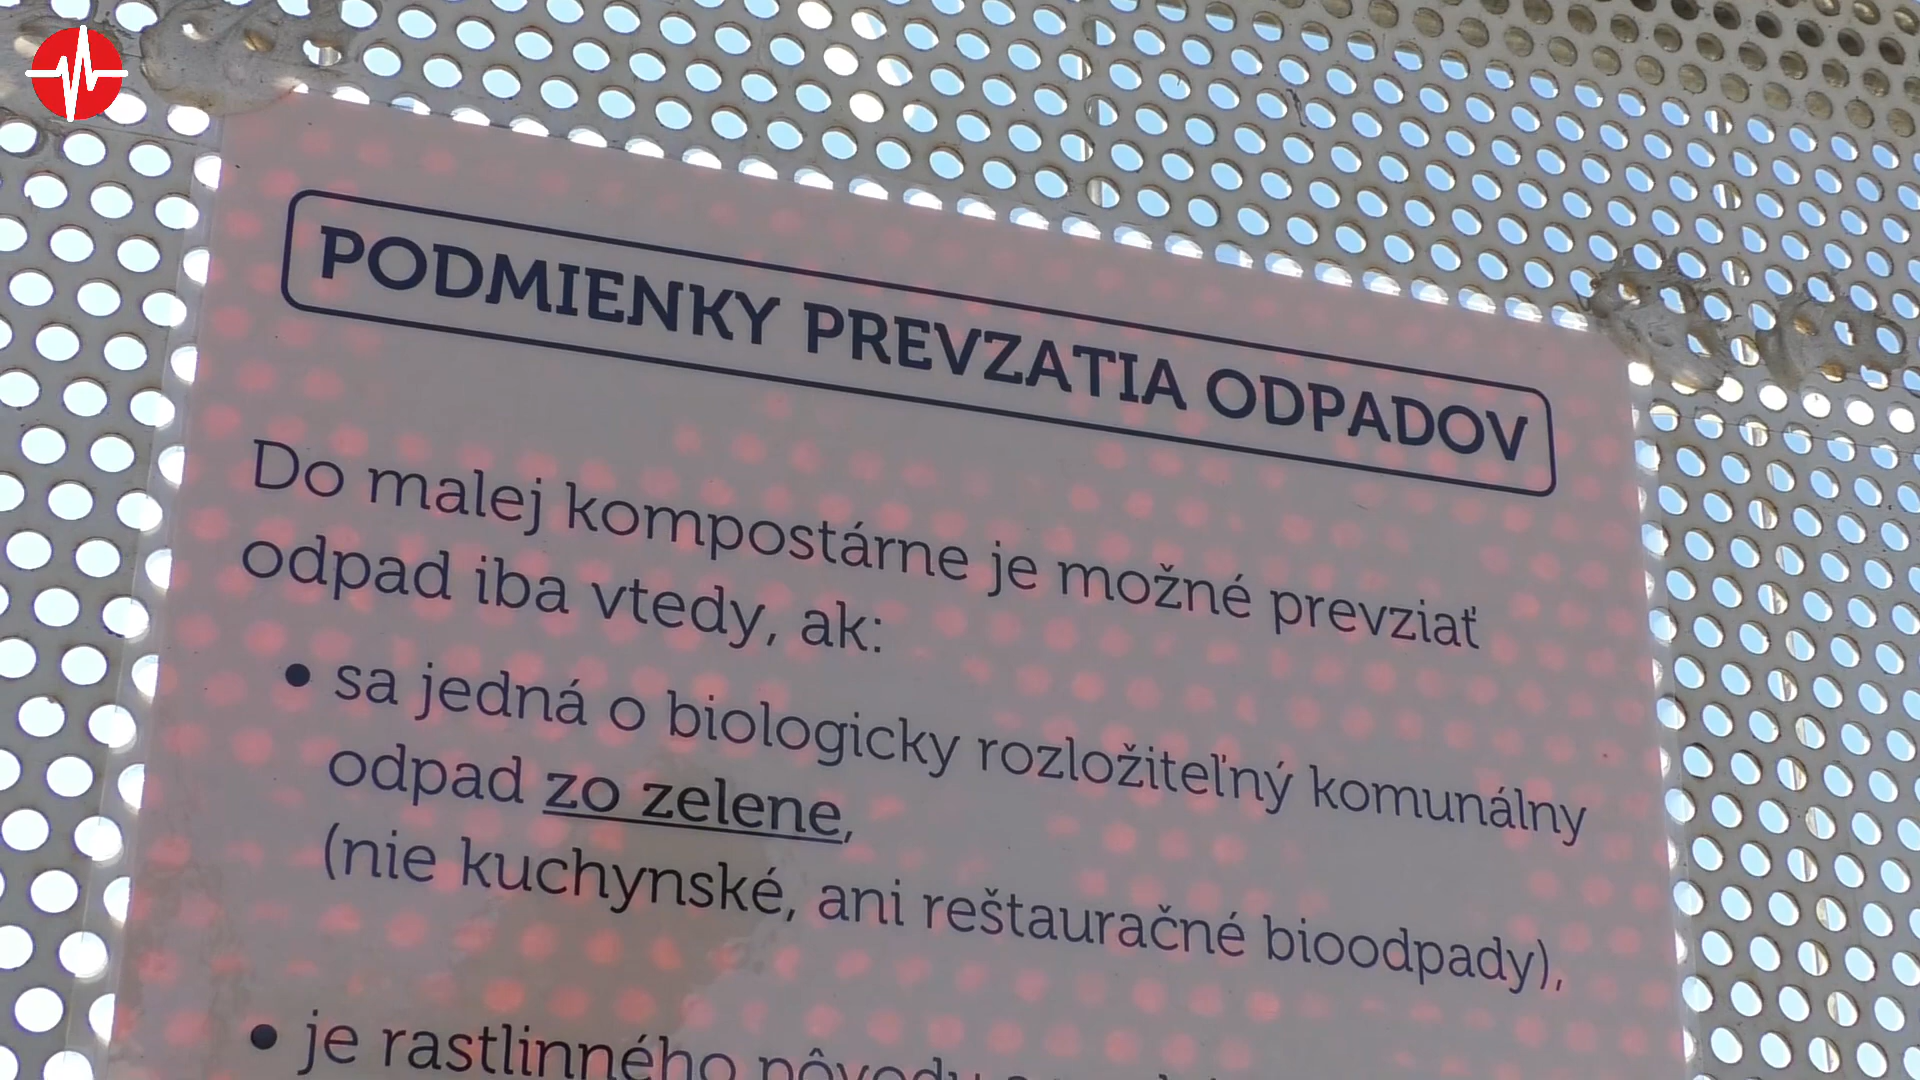 PODMIENKY PREVZATIA ODPADOV
Do malej kompostárne je možné prevziať
odpad iba vtedy, ak:
• sa jedná o biologicky rozložiteľný komunálny
odpad zo zelene,
(nie kuchynské, ani reštauračné bioodpady),
• je rastlinného pôvodu